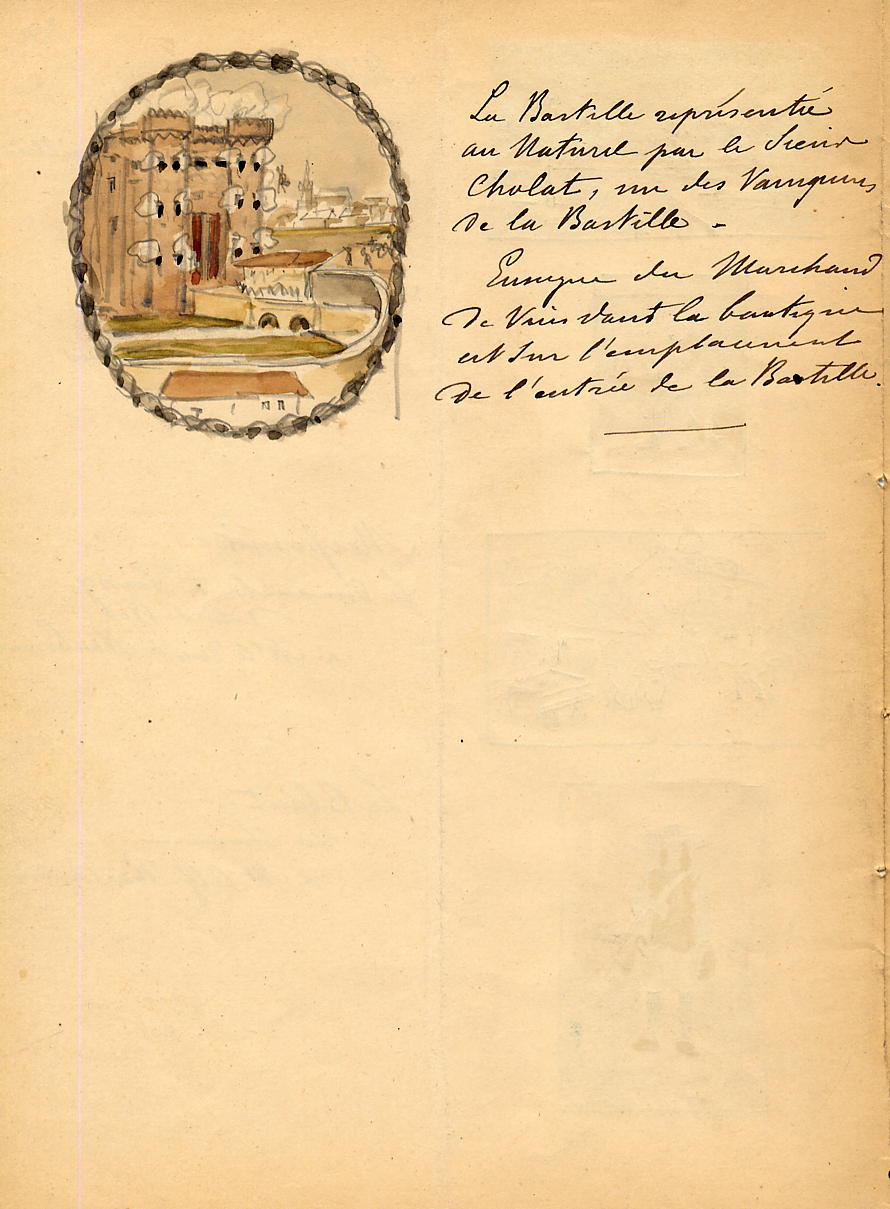 La Bastille représentée
au Naturel par le Sieur
Cholat, un des Vainqueurs
de la Bastille -
Enseigne du Marchand
de Vins dont la boutique
est sur l'emplacement
de l'entrée de la Bastille.